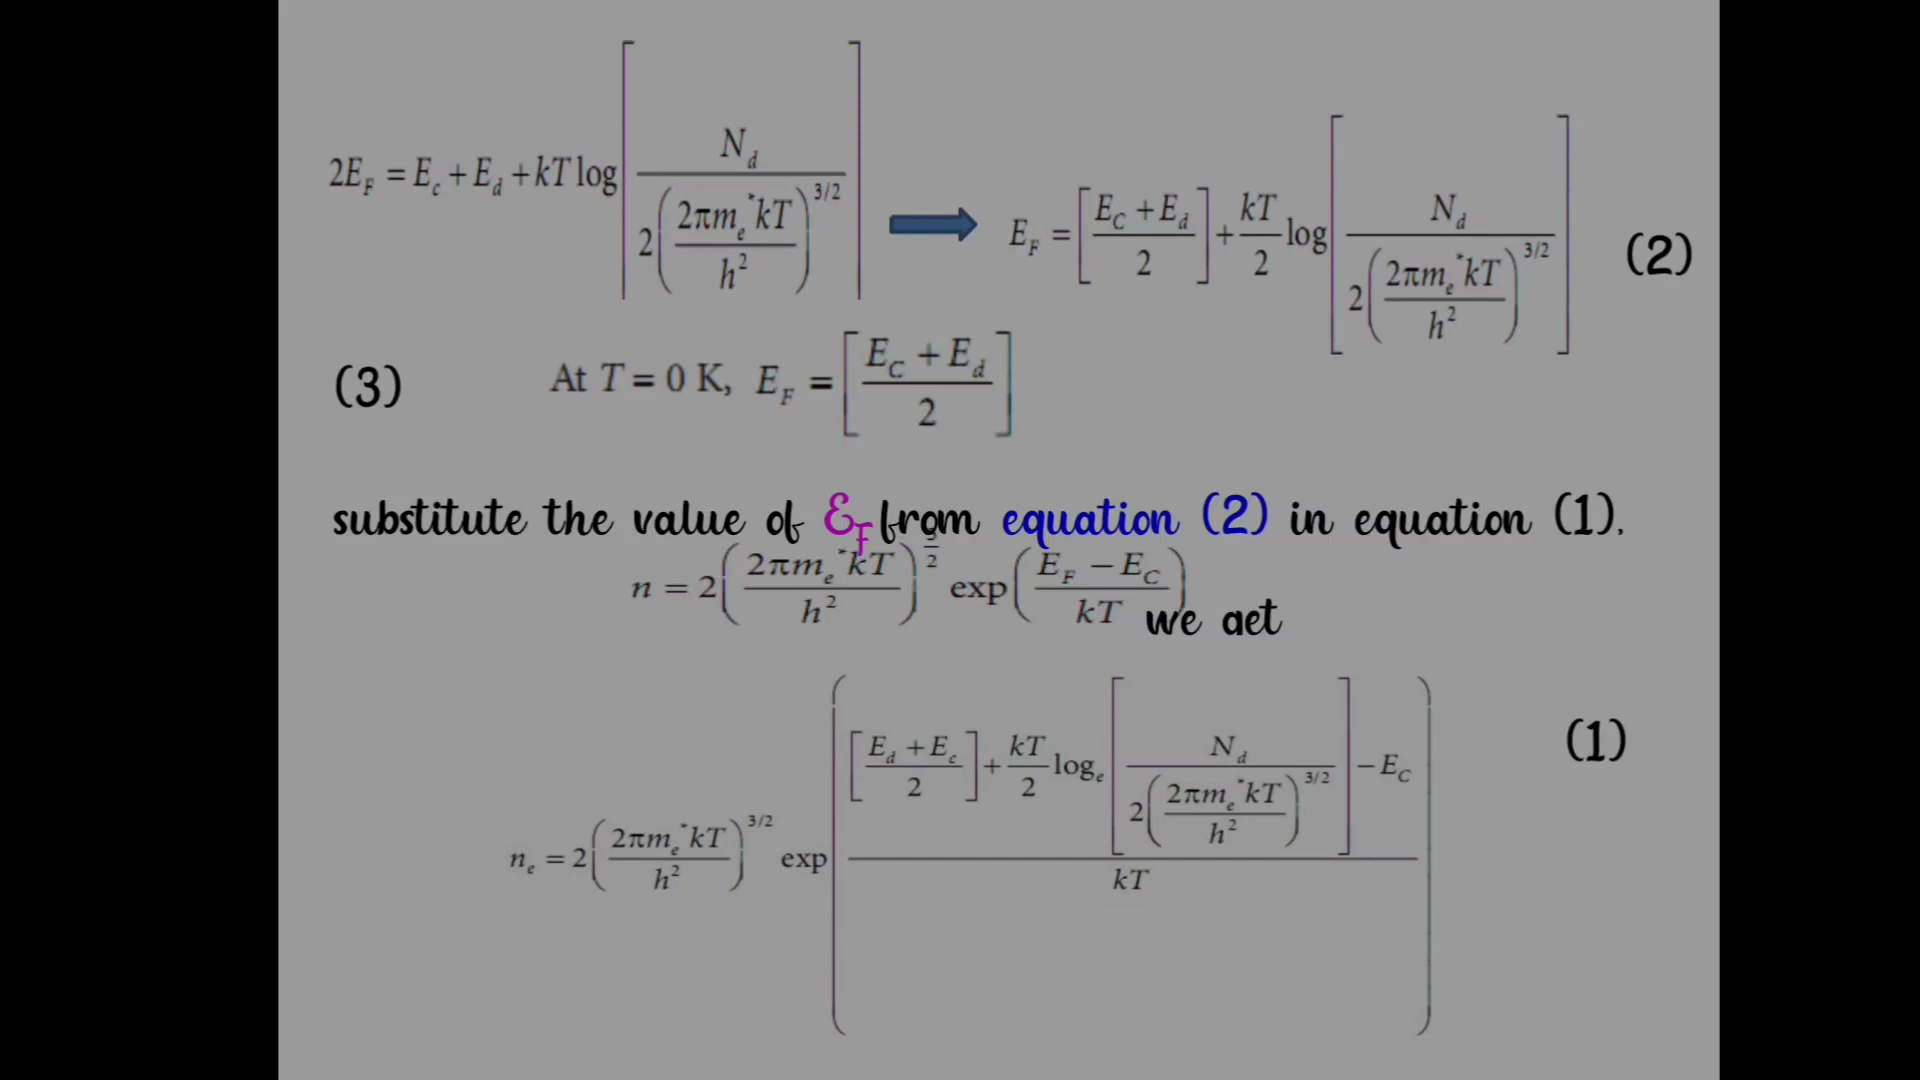 2E_F = E_c + E_d + kT log [ N_d / 2(2πm_e*kT / h²)^3/2 ]
E_F = [ E_C + E_d / 2 ] + kT/2 log [ N_d / 2(2πm_e*kT / h²)^3/2 ] (2)
(3) At T = 0 K, E_F = [ E_C + E_d / 2 ]
substitute the value of E_F from equation (2) in equation (1).
n = 2(2πm_e*kT / h²)^3/2 exp(E_F − E_C / kT) we aet
n_e = 2(2πm_e*kT / h²)^3/2 exp( [ E_d + E_c / 2 ] + kT/2 log_e [ N_d / 2(2πm_e*kT / h²)^3/2 ] − E_C / kT ) (1)